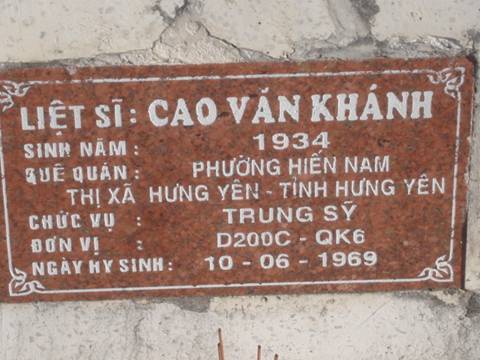 LIỆT SĨ: CAO VĂN KHÁNH
SINH NĂM: 1934
QUÊ QUÁN: PHƯỜNG HIẾN NAM
THỊ XÃ HƯNG YÊN - TỈNH HƯNG YÊN
CHỨC VỤ : TRUNG SỸ
ĐƠN VỊ : D200C - QK6
NGÀY HY SINH: 10 - 06 - 1969